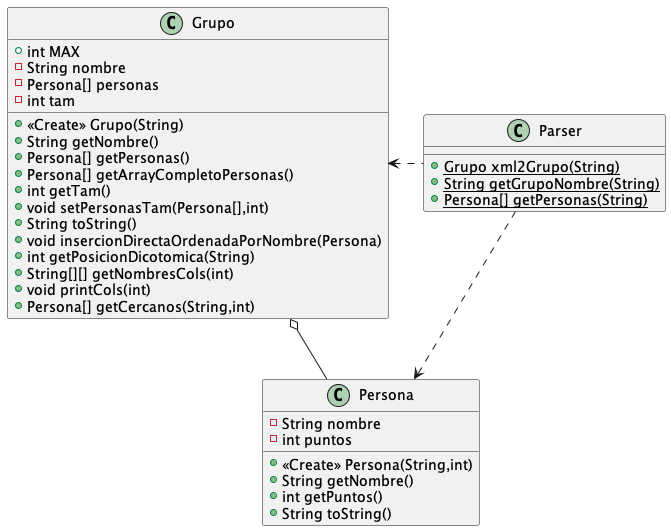 C Grupo
int MAX
String nombre
Persona[] personas
int tam
«Create» Grupo(String)
String getNombre()
Persona[] getPersonas()
Persona[] getArrayCompletoPersonas()
int getTam()
void setPersonasTam(Persona[],int)
String toString()
void insercionDirectaOrdenadaPorNombre(Persona)
int getPosicionDicotomica(String)
String[][] getNombresCols(int)
void printCols(int)
Persona[] getCercanos(String,int)
C Parser
Grupo xml2Grupo(String)
String getGrupoNombre(String)
Persona[] getPersonas(String)
C Persona
String nombre
int puntos
«Create» Persona(String,int)
String getNombre()
int getPuntos()
String toString()